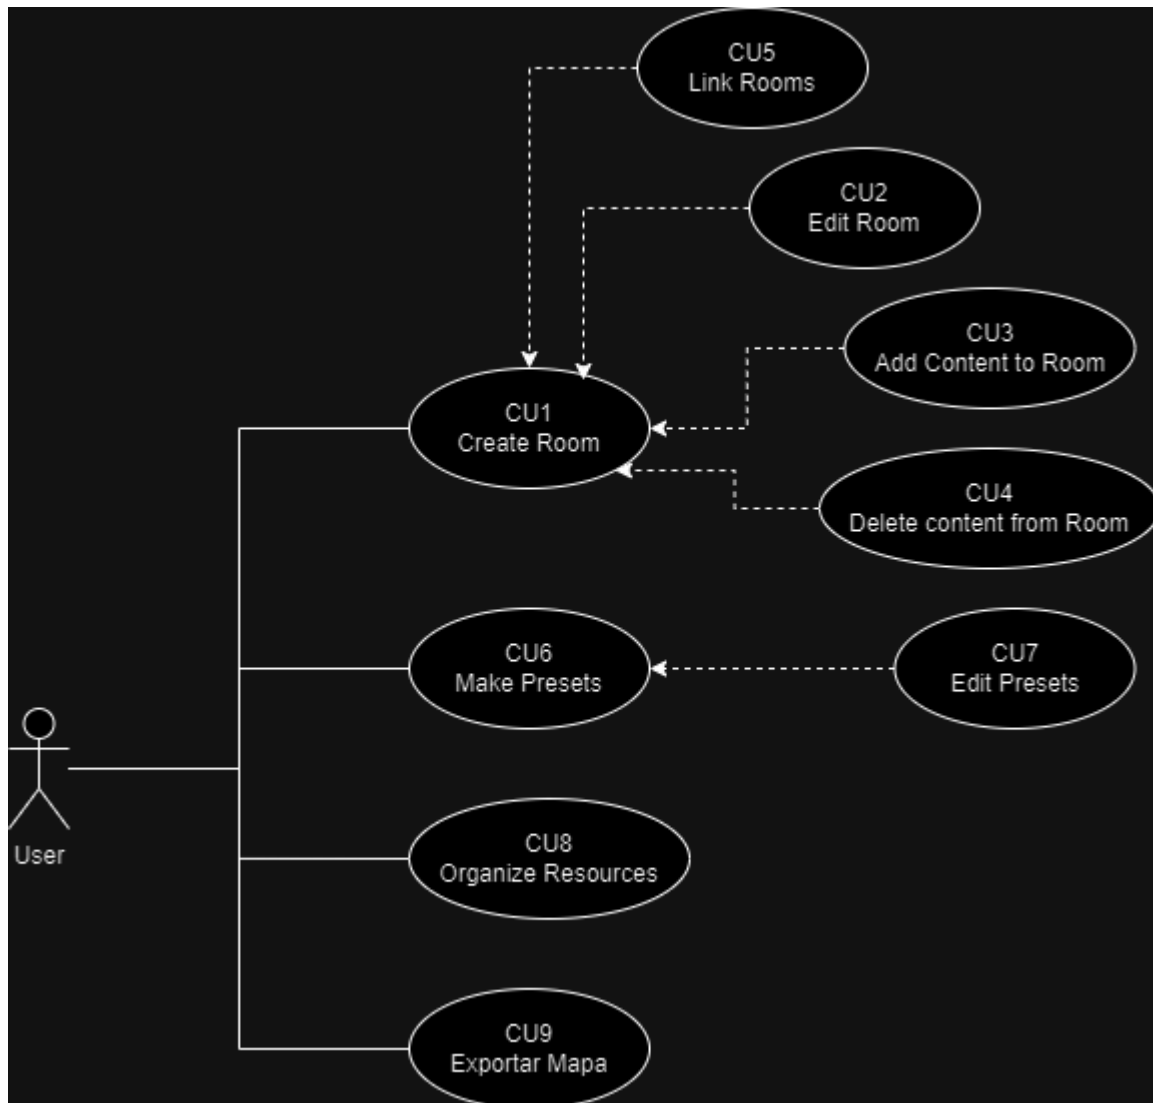 CU5
Link Rooms
CU2
Edit Room
CU3
Add Content to Room
CU1
Create Room
CU4
Delete content from Room
CU6
Make Presets
CU7
Edit Presets
User
CU8
Organize Resources
CU9
Exportar Mapa